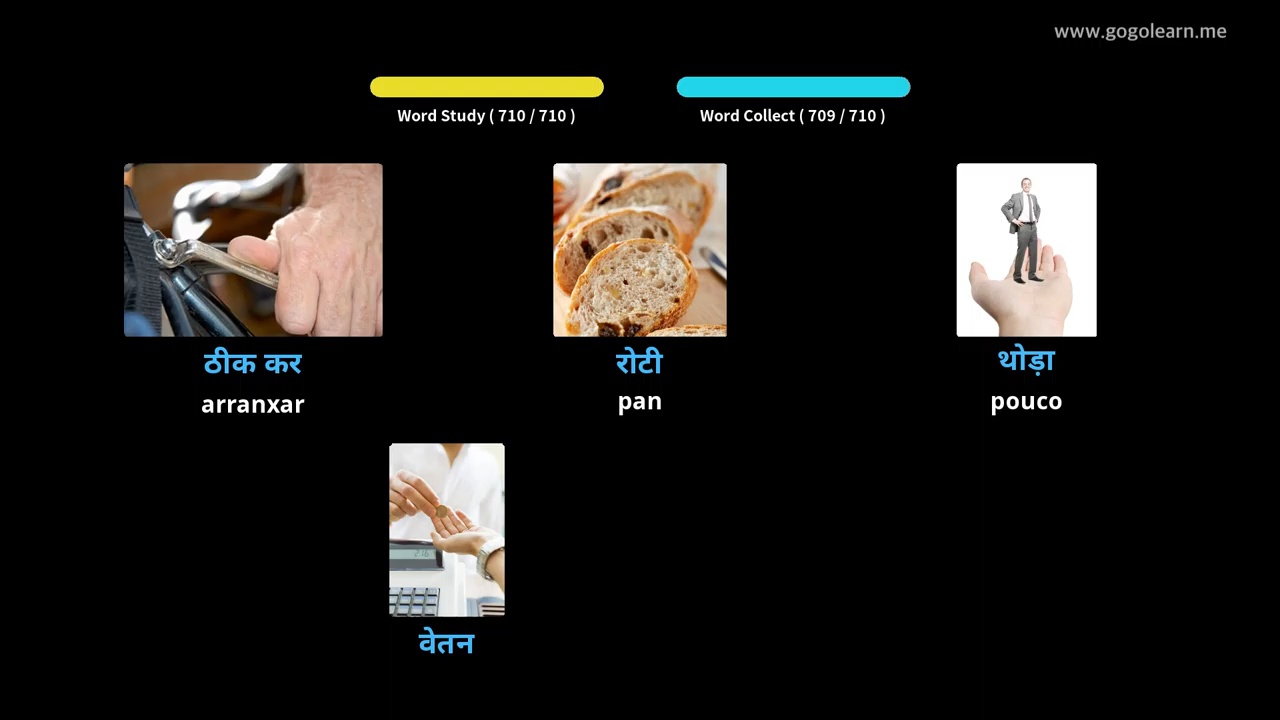 www.gogolearn.me
Word Study ( 710 / 710 )
Word Collect ( 709 / 710 )
ठीक कर
रोटी
थोड़ा
arranxar
pan
pouco
वेतन